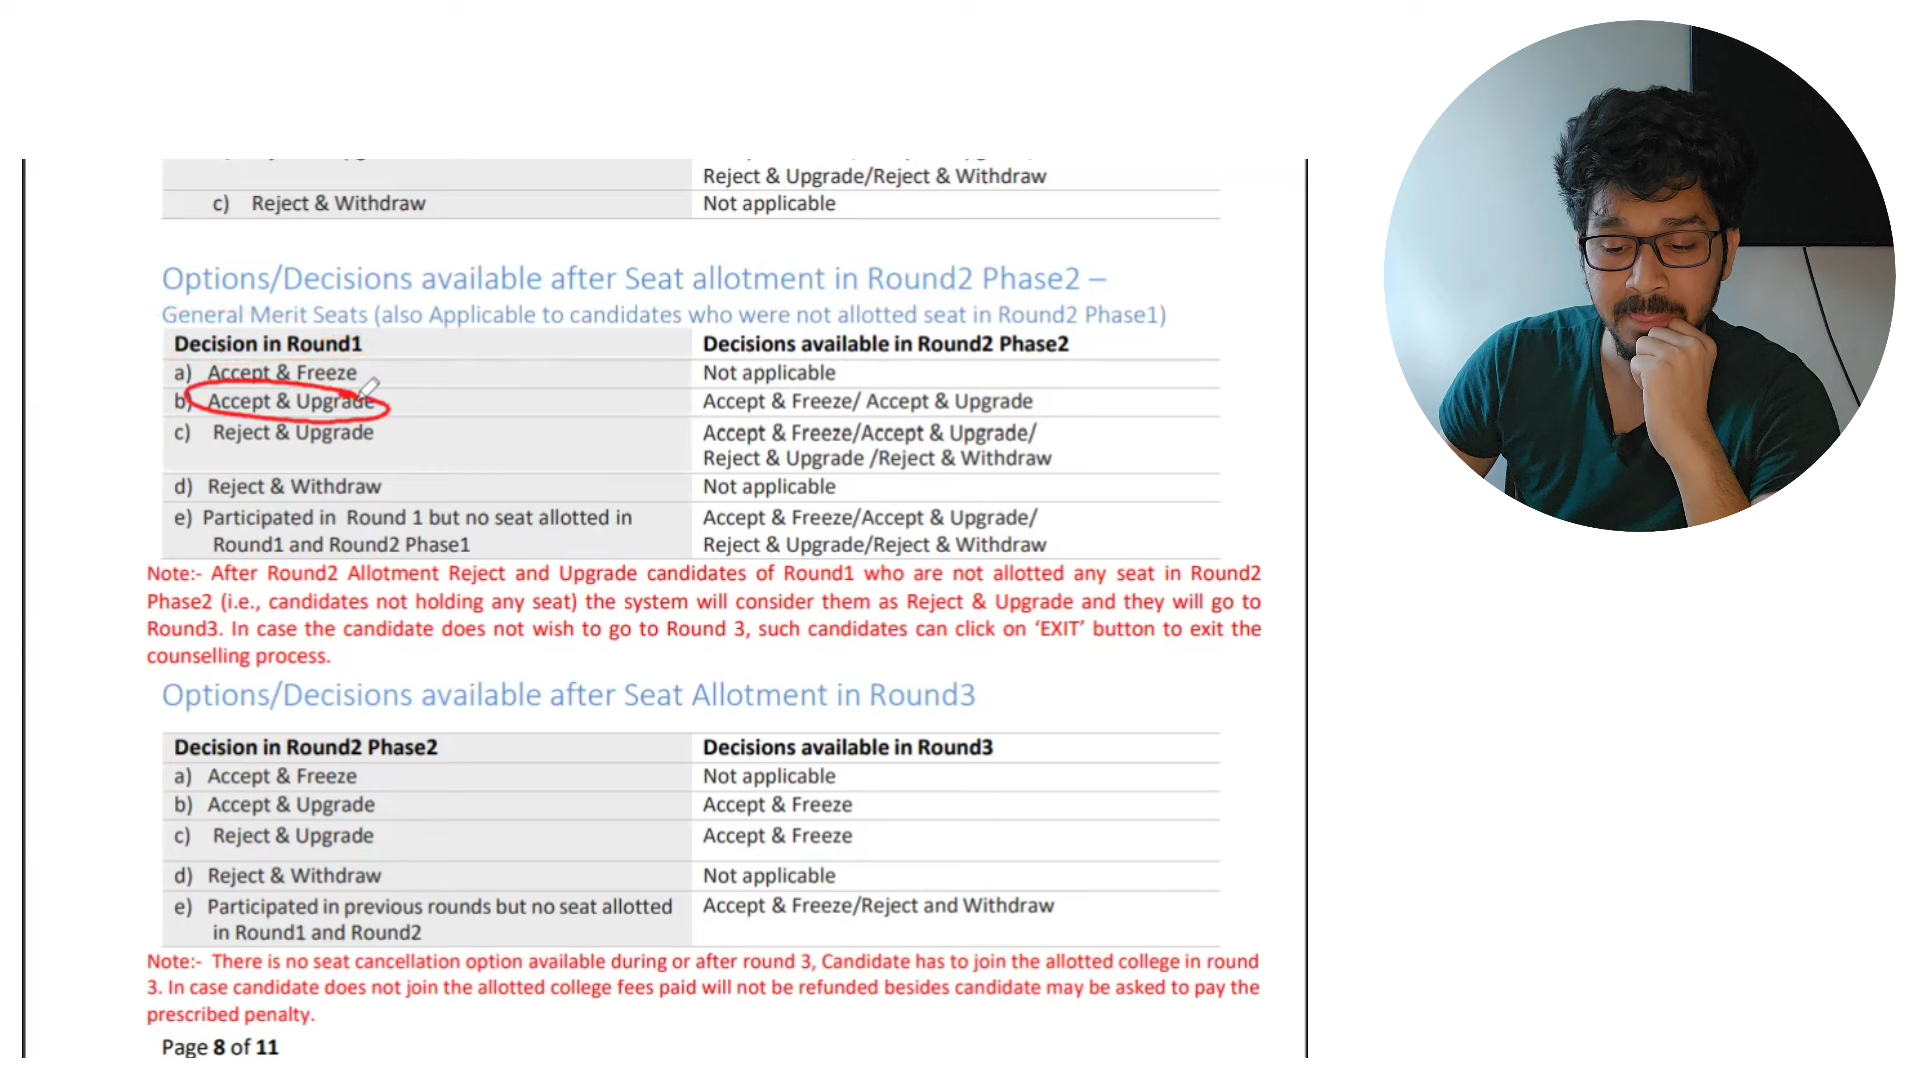 Reject & Upgrade/Reject & Withdraw
c) Reject & Withdraw Not applicable
Options/Decisions available after Seat allotment in Round2 Phase2 –
General Merit Seats (also Applicable to candidates who were not allotted seat in Round2 Phase1)
Decision in Round1 Decisions available in Round2 Phase2
a) Accept & Freeze Not applicable
b) Accept & Upgrade Accept & Freeze/ Accept & Upgrade
c) Reject & Upgrade Accept & Freeze/Accept & Upgrade/
Reject & Upgrade /Reject & Withdraw
d) Reject & Withdraw Not applicable
e) Participated in Round 1 but no seat allotted in Accept & Freeze/Accept & Upgrade/
Round1 and Round2 Phase1 Reject & Upgrade/Reject & Withdraw
Note:- After Round2 Allotment Reject and Upgrade candidates of Round1 who are not allotted any seat in Round2
Phase2 (i.e., candidates not holding any seat) the system will consider them as Reject & Upgrade and they will go to
Round3. In case the candidate does not wish to go to Round 3, such candidates can click on ‘EXIT’ button to exit the
counselling process.
Options/Decisions available after Seat Allotment in Round3
Decision in Round2 Phase2 Decisions available in Round3
a) Accept & Freeze Not applicable
b) Accept & Upgrade Accept & Freeze
c) Reject & Upgrade Accept & Freeze
d) Reject & Withdraw Not applicable
e) Participated in previous rounds but no seat allotted Accept & Freeze/Reject and Withdraw
in Round1 and Round2
Note:- There is no seat cancellation option available during or after round 3, Candidate has to join the allotted college in round
3. In case candidate does not join the allotted college fees paid will not be refunded besides candidate may be asked to pay the
prescribed penalty.
Page 8 of 11